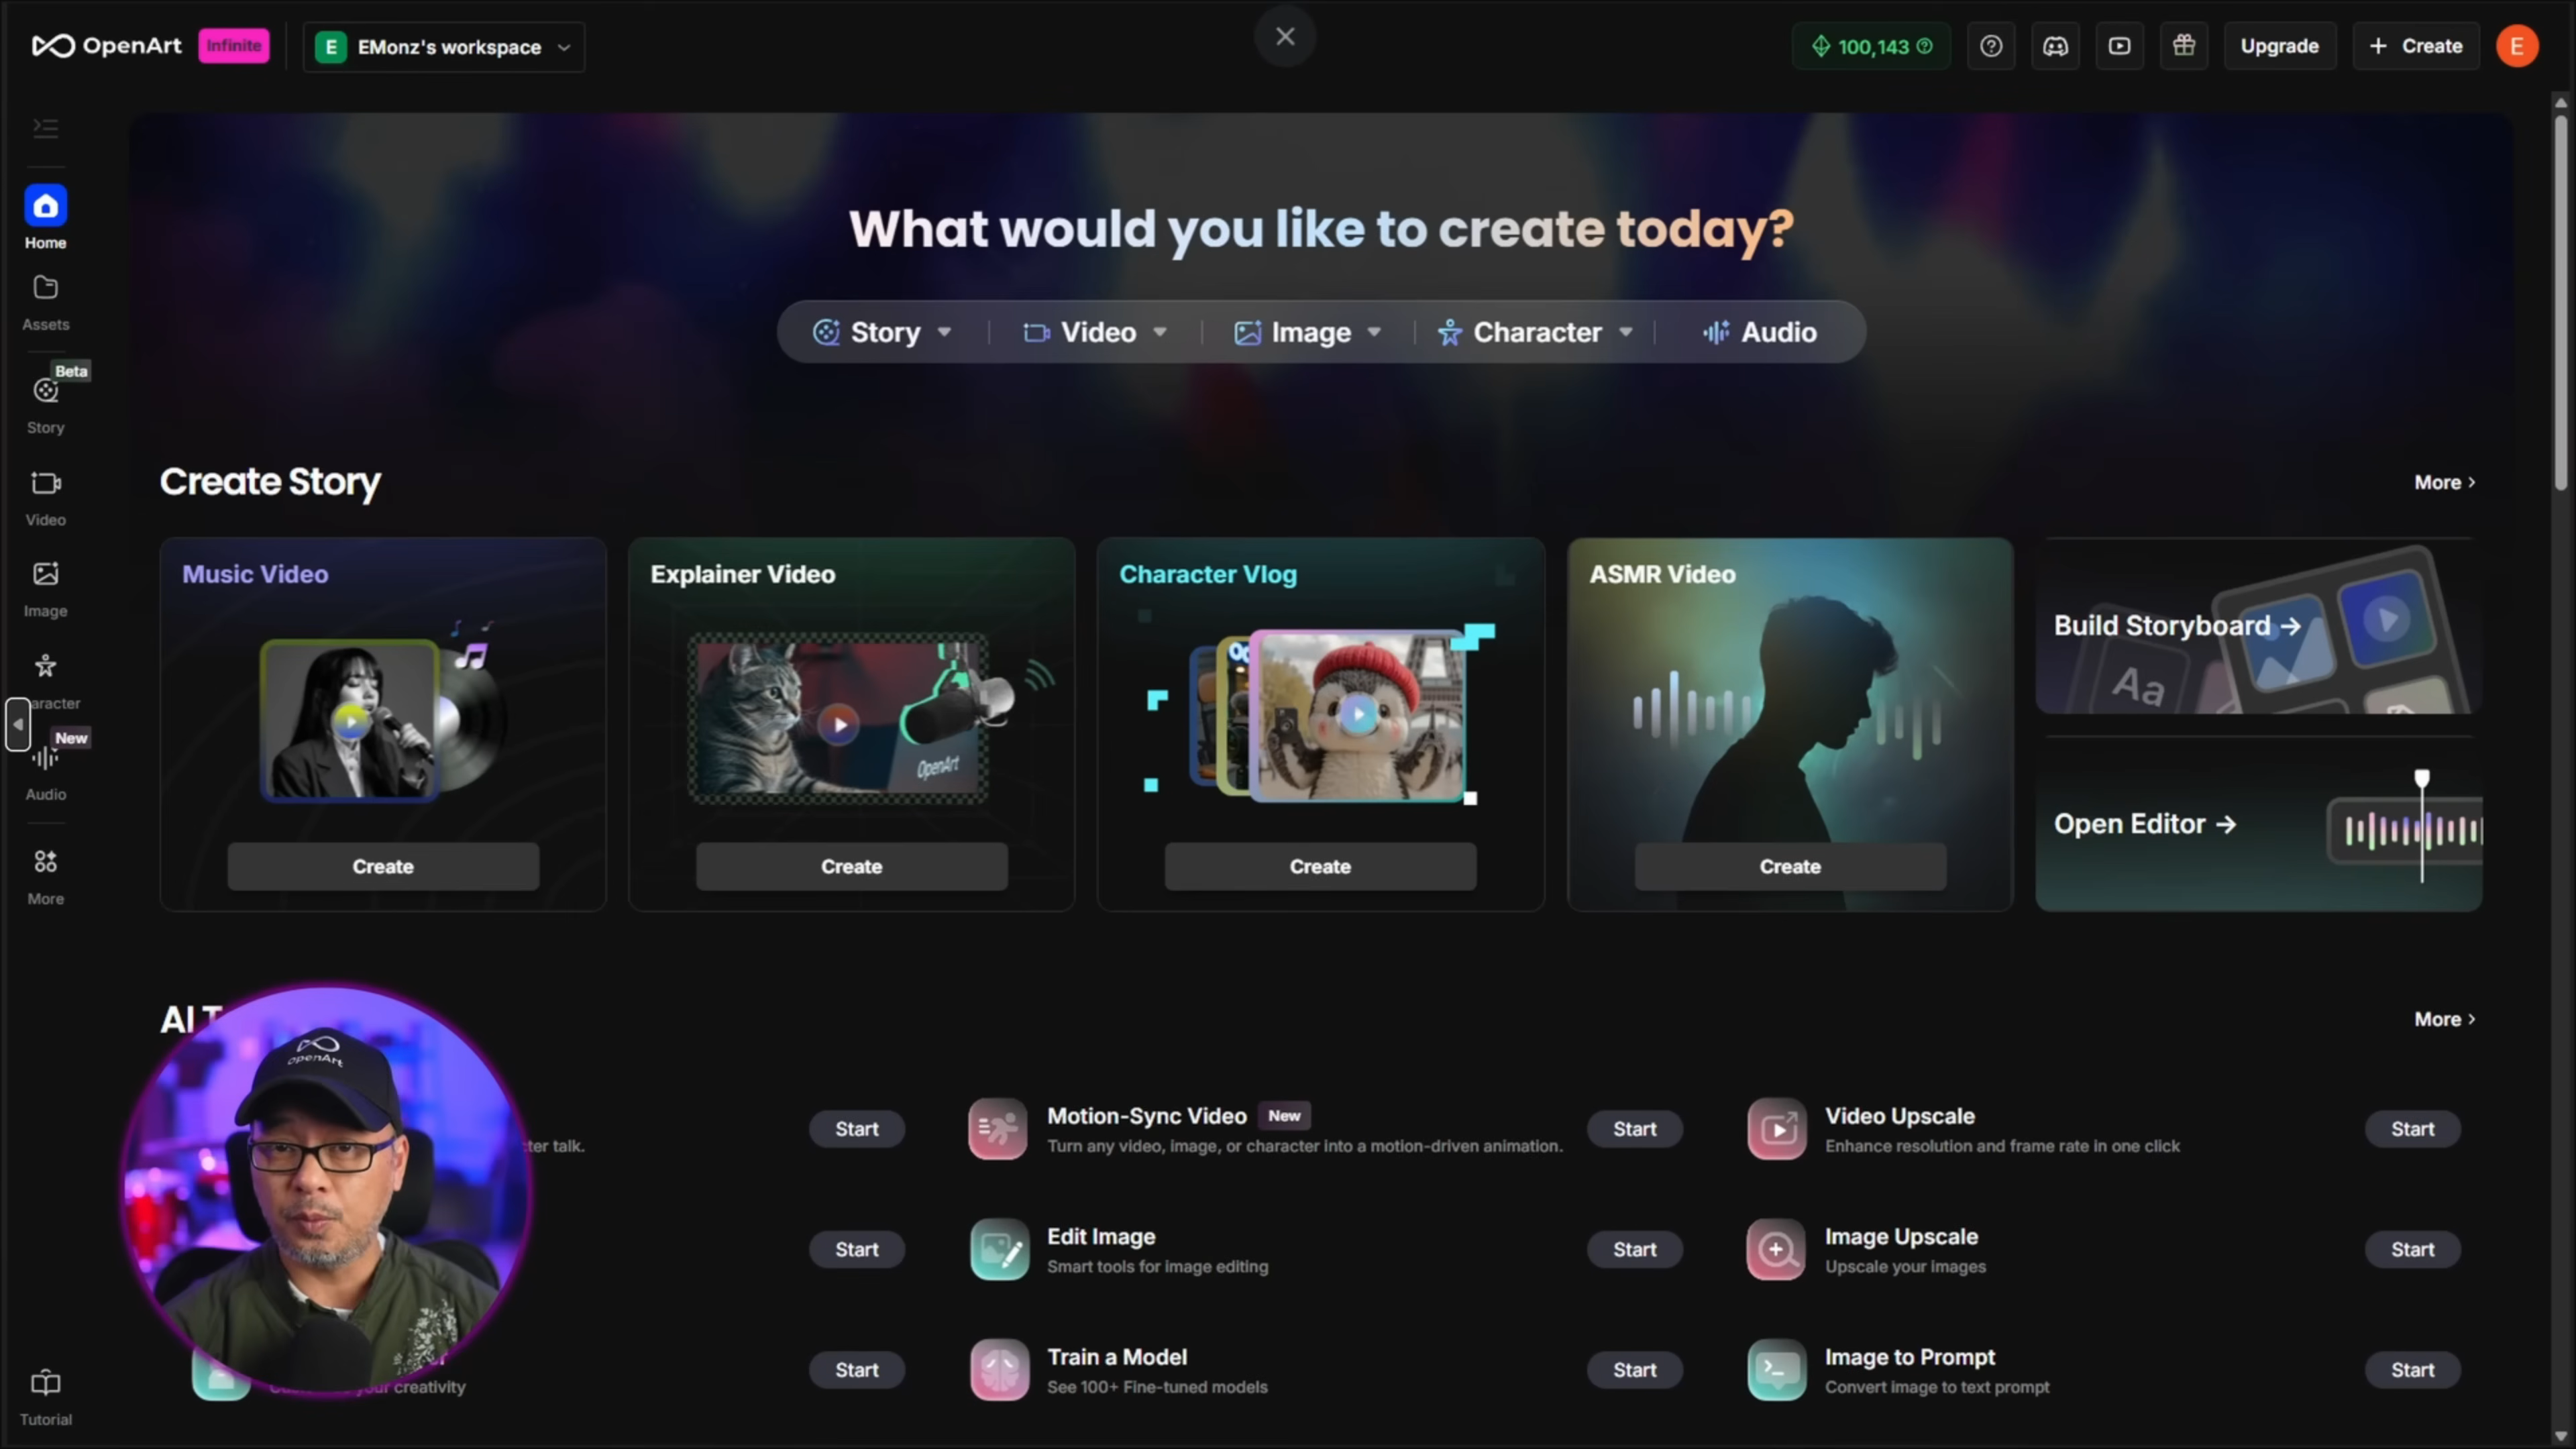 OpenArt Infinite E EMonz's workspace 100,143 Upgrade + Create E
Home
Assets
Beta
Story
Video
Image
aracter
New
Audio
More
Tutorial
What would you like to create today?
Story Video Image Character Audio
Create Story More
Music Video
Create
Explainer Video
OpenArt
Create
Character Vlog
Create
ASMR Video
Create
Build Storyboard →
Aa
Open Editor →
AI T More
OpenArt
cter talk.
Start
Motion-Sync Video New
Turn any video, image, or character into a motion-driven animation.
Start
Video Upscale
Enhance resolution and frame rate in one click
Start
Start
Edit Image
Smart tools for image editing
Start
Image Upscale
Upscale your images
Start
your creativity
Start
Train a Model
See 100+ Fine-tuned models
Start
Image to Prompt
Convert image to text prompt
Start